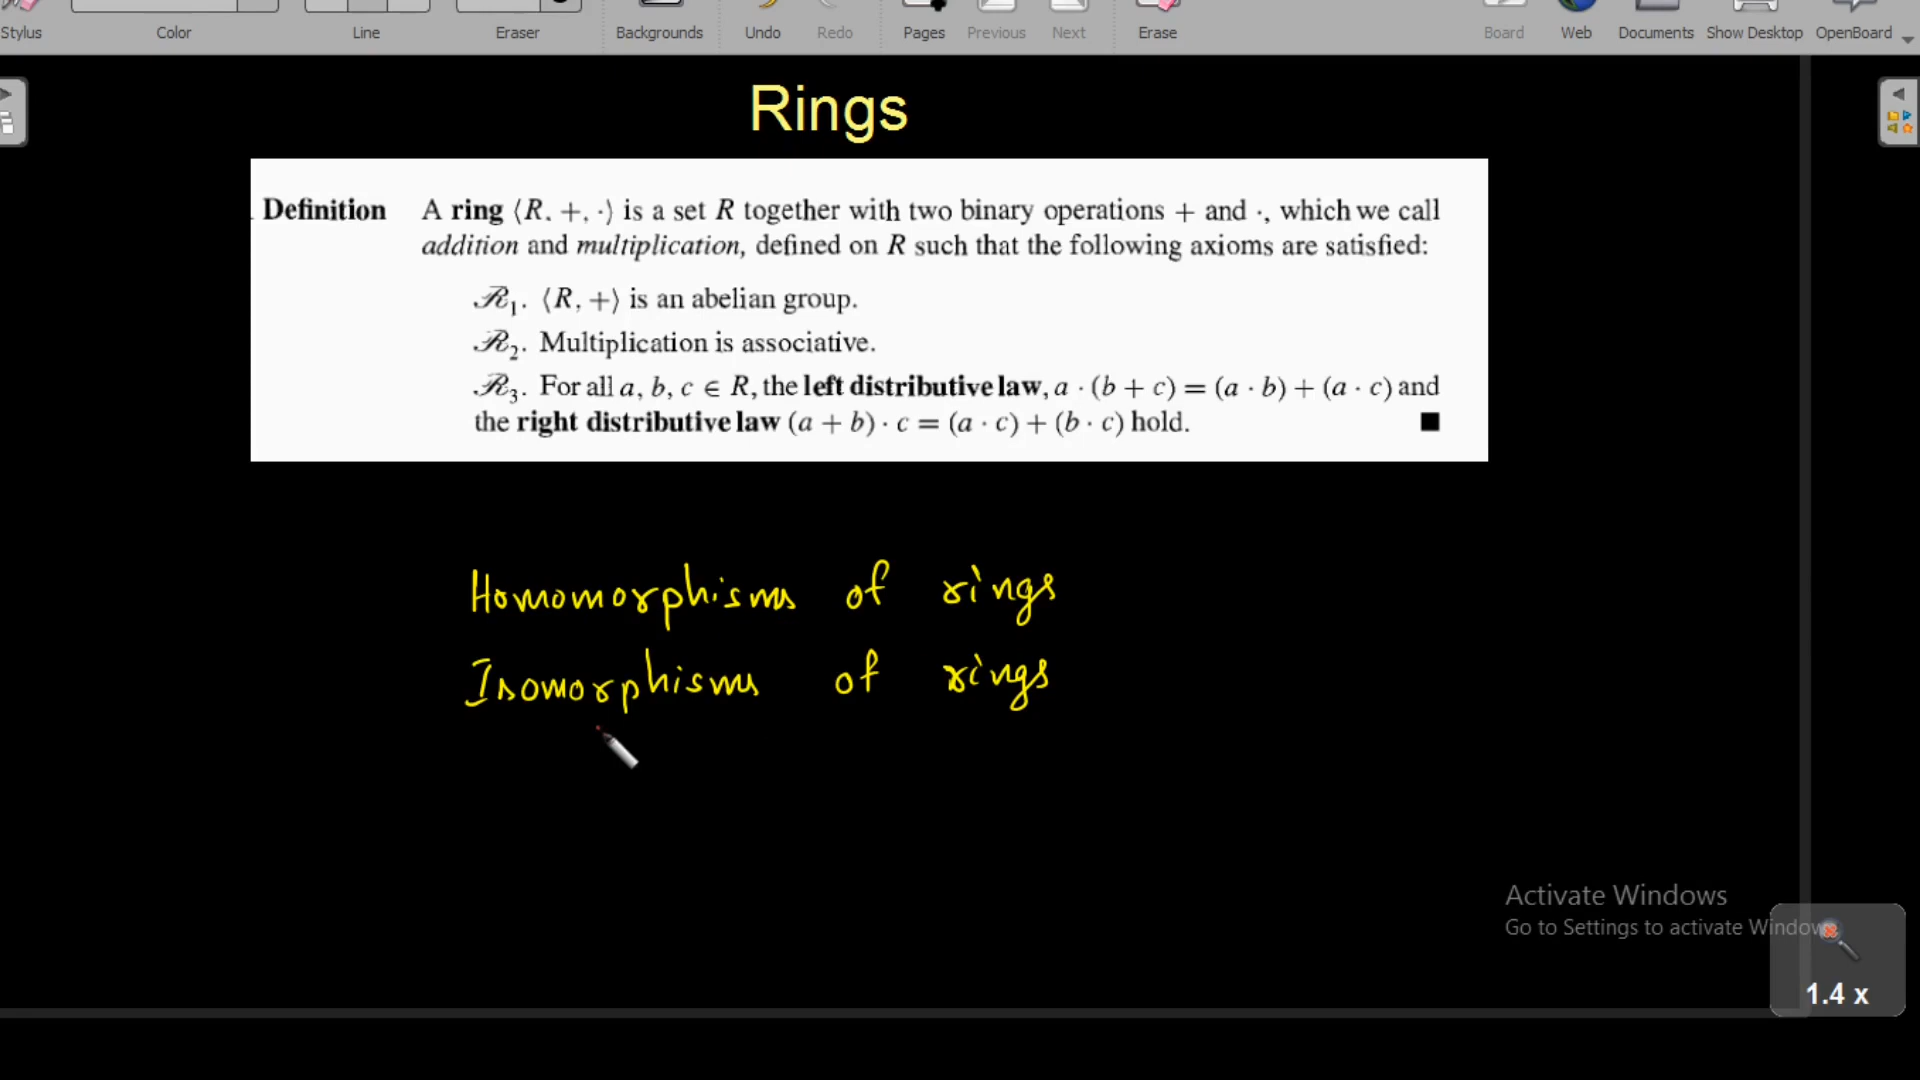 Stylus Color Line Eraser Backgrounds Undo Redo Pages Previous Next Erase Board Web Documents Show Desktop OpenBoard
Rings
Definition A ring ⟨R, +, ·⟩ is a set R together with two binary operations + and ·, which we call
addition and multiplication, defined on R such that the following axioms are satisfied:
ℛ₁. ⟨R, +⟩ is an abelian group.
ℛ₂. Multiplication is associative.
ℛ₃. For all a, b, c ∈ R, the left distributive law, a · (b + c) = (a · b) + (a · c) and
the right distributive law (a + b) · c = (a · c) + (b · c) hold. ■
Homomorphisms of rings
Isomorphisms of rings
Activate Windows
Go to Settings to activate Windows
1.4 x